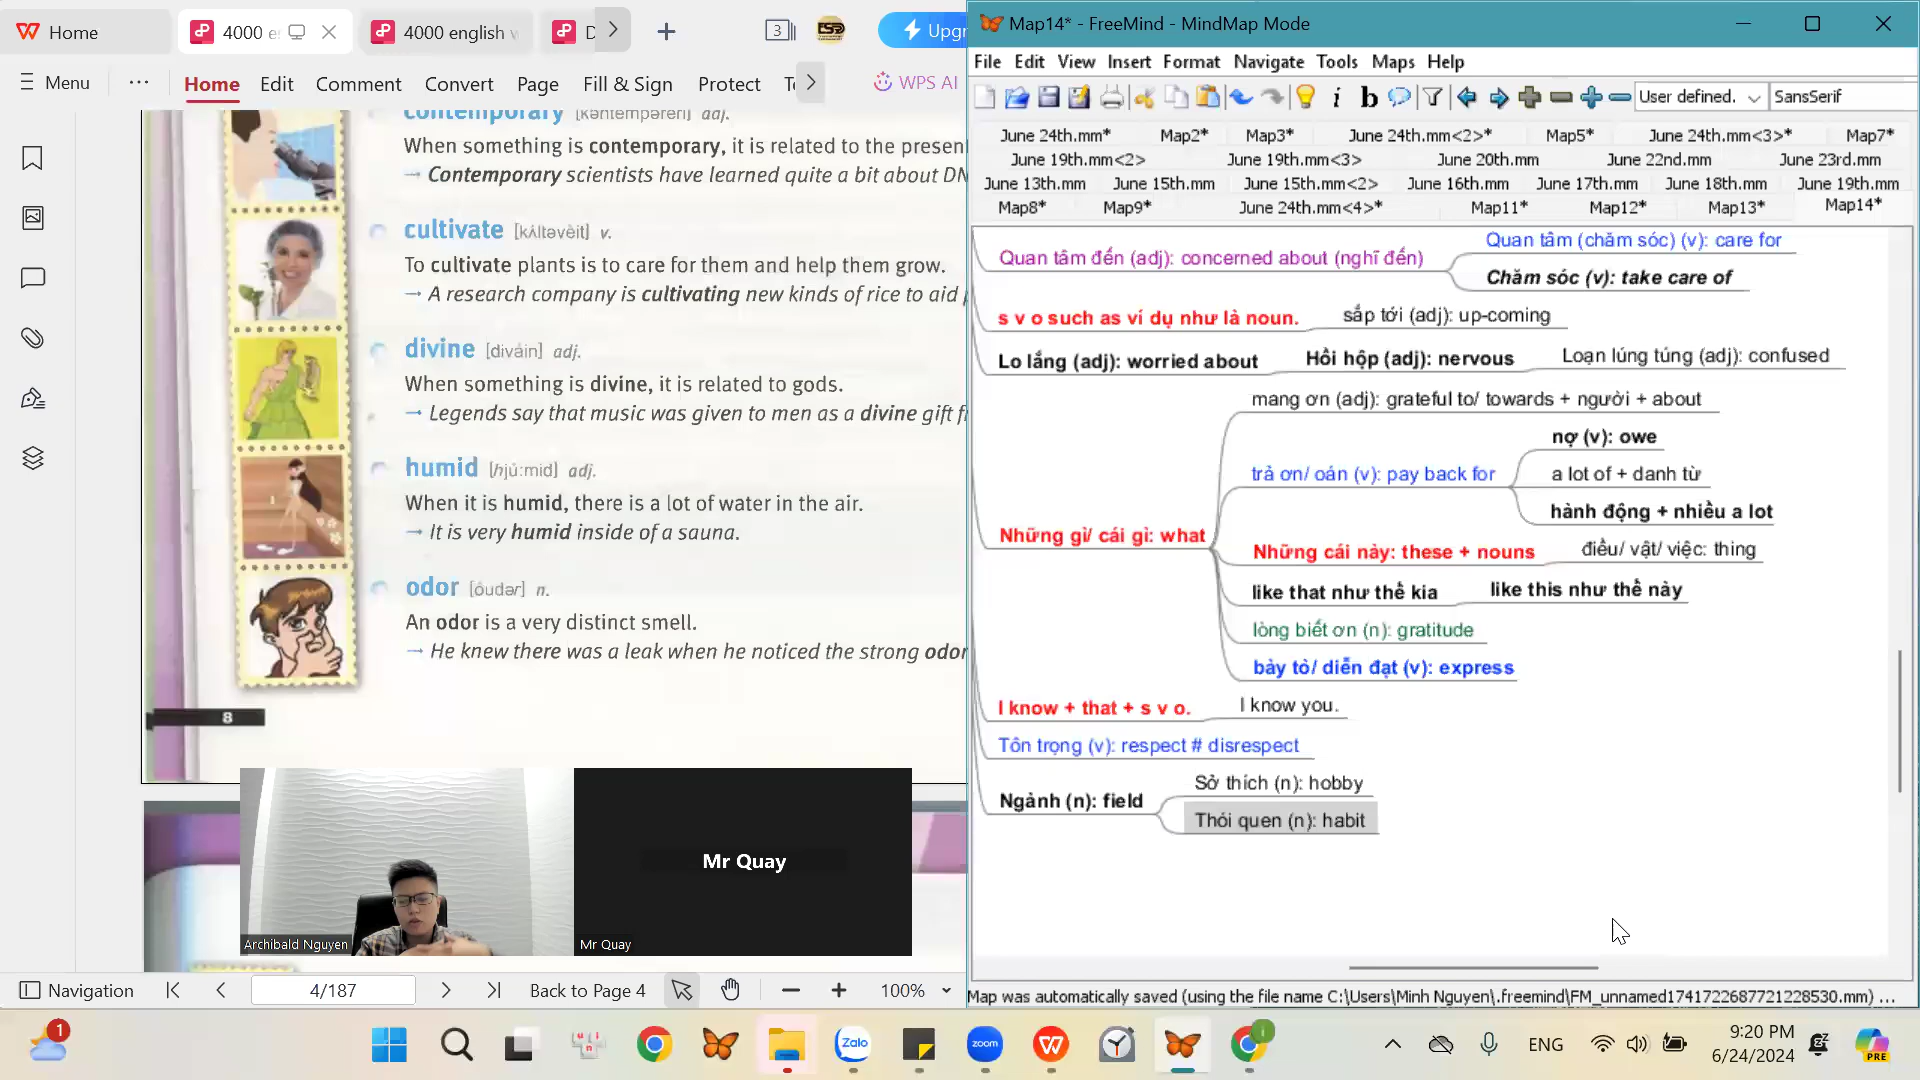 Home
4000 e
4000 english w
D
3
Upgr
Menu
Home Edit Comment Convert Page Fill & Sign Protect
WPS AI
contemporary [kəntempəreri] adj.
When something is contemporary, it is related to the presen
→ Contemporary scientists have learned quite a bit about DN
cultivate [kʌ́ltəvèit] v.
To cultivate plants is to care for them and help them grow.
→ A research company is cultivating new kinds of rice to aid p
divine [diváin] adj.
When something is divine, it is related to gods.
→ Legends say that music was given to men as a divine gift f
humid [hjúːmid] adj.
When it is humid, there is a lot of water in the air.
→ It is very humid inside of a sauna.
odor [óudər] n.
An odor is a very distinct smell.
→ He knew there was a leak when he noticed the strong odor
8
Archibald Nguyen
Mr Quay
Mr Quay
Navigation
4/187
Back to Page 4
100%
Map14* - FreeMind - MindMap Mode
File Edit View Insert Format Navigate Tools Maps Help
User defined.
SansSerif
June 24th.mm* Map2* Map3* June 24th.mm<2>* Map5* June 24th.mm<3>* Map7*
June 19th.mm<2> June 19th.mm<3> June 20th.mm June 22nd.mm June 23rd.mm
June 13th.mm June 15th.mm June 15th.mm<2> June 16th.mm June 17th.mm June 18th.mm June 19th.mm
Map8* Map9* June 24th.mm<4>* Map11* Map12* Map13* Map14*
Quan tâm đến (adj): concerned about (nghĩ đến)
Quan tâm (chăm sóc) (v): care for
Chăm sóc (v): take care of
s v o such as ví dụ như là noun.
sắp tới (adj): up-coming
Lo lắng (adj): worried about
Hồi hộp (adj): nervous
Loạn lúng túng (adj): confused
Những gì/ cái gì: what
mang ơn (adj): grateful to/ towards + người + about
trả ơn/ oán (v): pay back for
nợ (v): owe
a lot of + danh từ
hành động + nhiều a lot
Những cái này: these + nouns
điều/ vật/ việc: thing
like that như thế kia
like this như thế này
lòng biết ơn (n): gratitude
bày tỏ/ diễn đạt (v): express
I know + that + s v o.
I know you.
Tôn trọng (v): respect # disrespect
Ngành (n): field
Sở thích (n): hobby
Thói quen (n): habit
Map was automatically saved (using the file name C:\Users\Minh Nguyen\.freemind\FM_unnamed1741722687721228530.mm) ...
1
Zalo
zoom
ENG
9:20 PM
6/24/2024
PRE